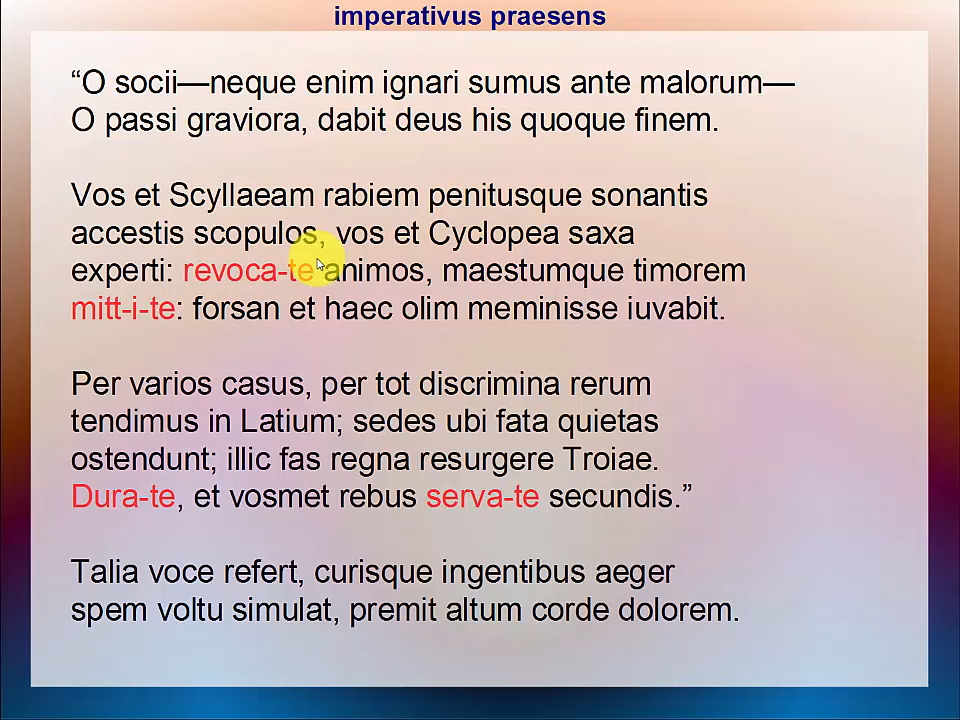 imperativus praesens
“O socii—neque enim ignari sumus ante malorum—
O passi graviora, dabit deus his quoque finem.
Vos et Scyllaeam rabiem penitusque sonantis
accestis scopulos, vos et Cyclopea saxa
experti: revoca-te animos, maestumque timorem
mitt-i-te: forsan et haec olim meminisse iuvabit.
Per varios casus, per tot discrimina rerum
tendimus in Latium; sedes ubi fata quietas
ostendunt; illic fas regna resurgere Troiae.
Dura-te, et vosmet rebus serva-te secundis.”
Talia voce refert, curisque ingentibus aeger
spem voltu simulat, premit altum corde dolorem.